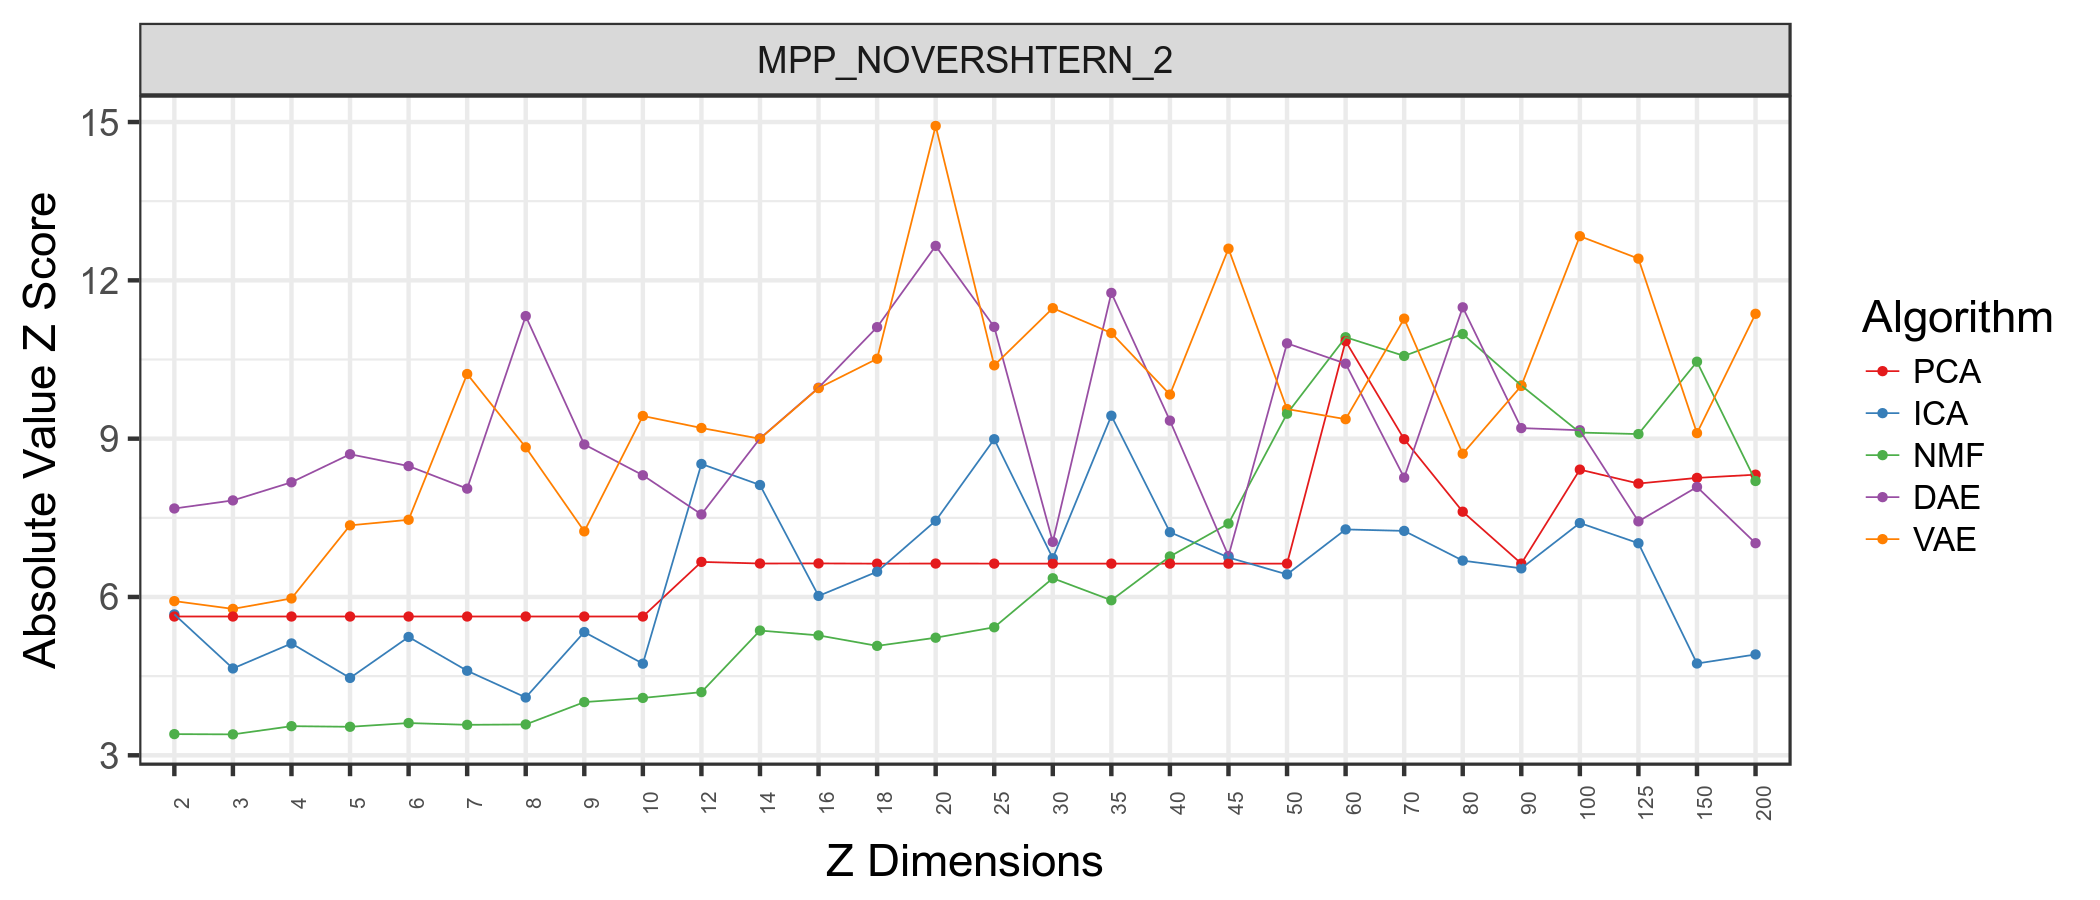 MPP_NOVERSHTERN_2
Absolute Value Z Score
15
12
9
6
3
2 3 4 5 6 7 8 9 10 12 14 16 18 20 25 30 35 40 45 50 60 70 80 90 100 125 150 200
Z Dimensions
Algorithm
PCA
ICA
NMF
DAE
VAE